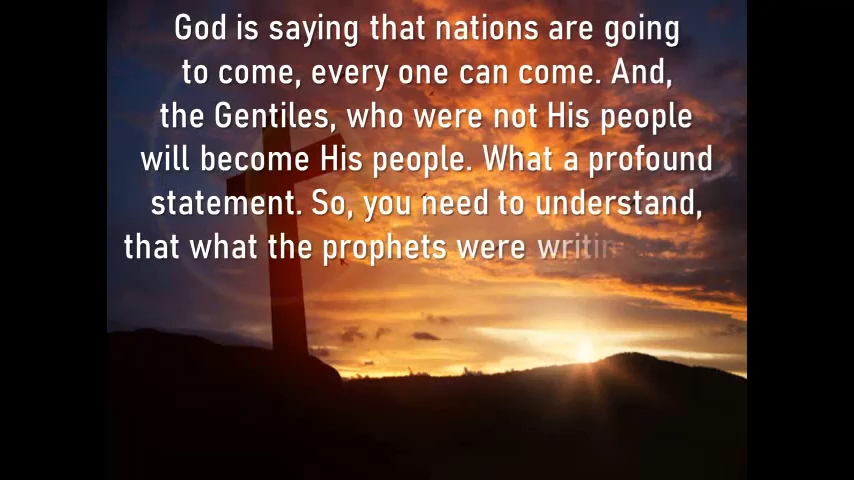 God is saying that nations are going
to come, every one can come. And,
the Gentiles, who were not His people
will become His people. What a profound
statement. So, you need to understand,
that what the prophets were writin